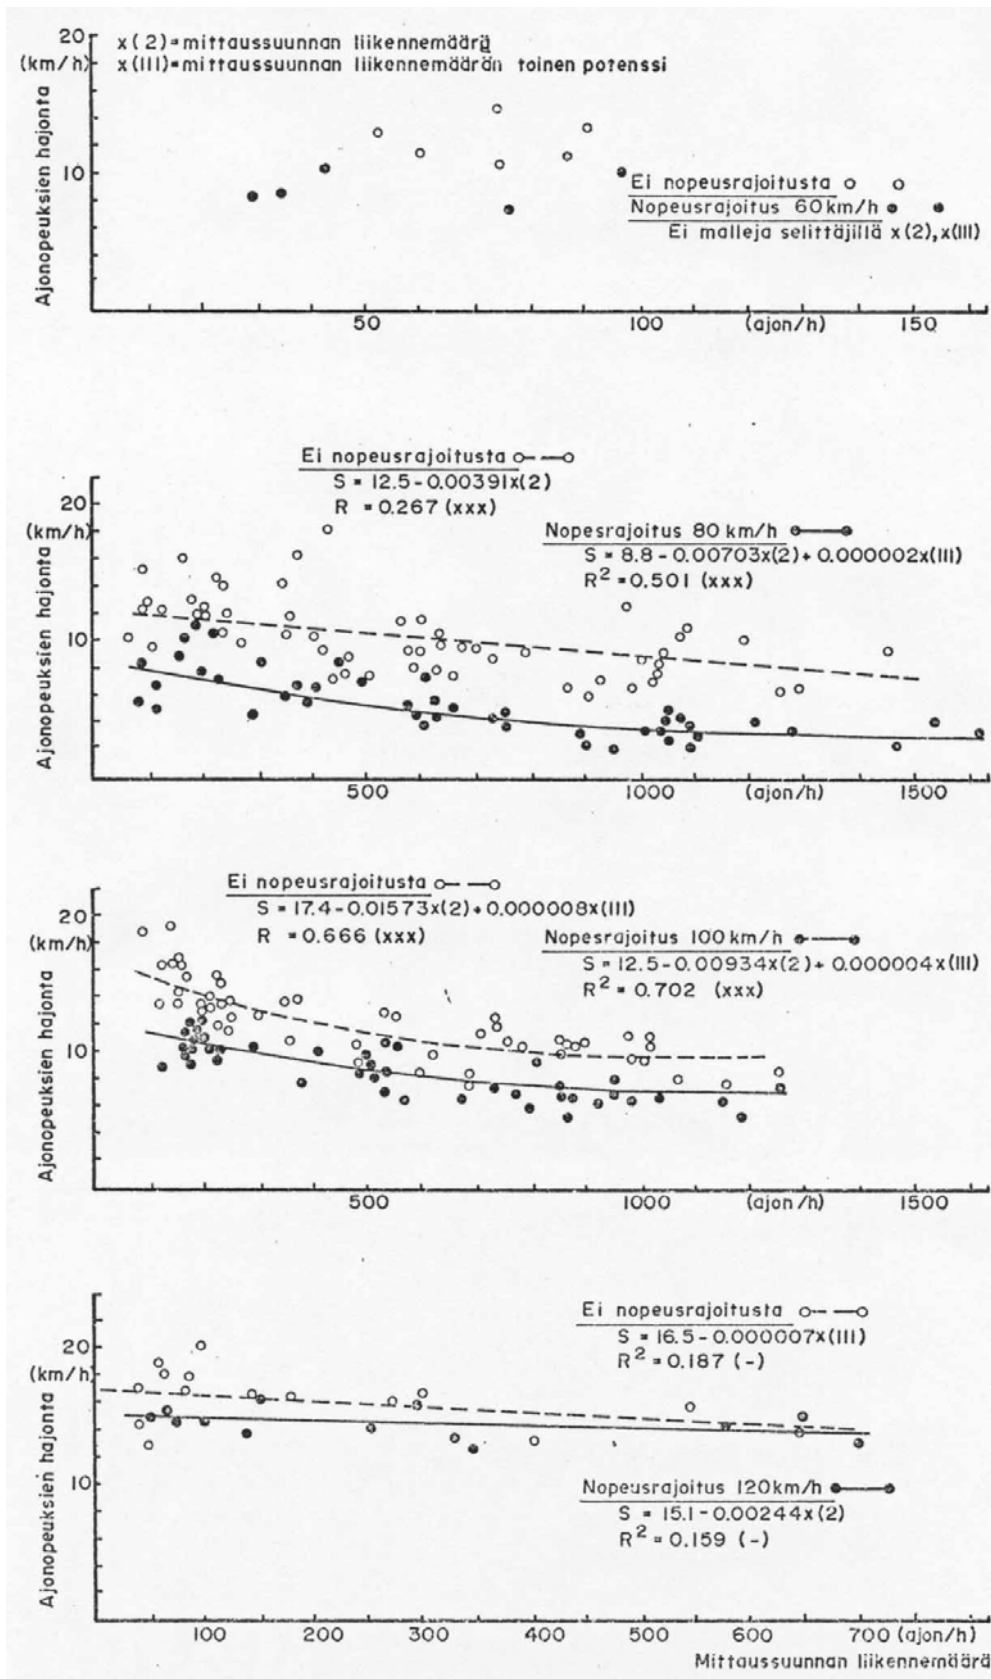 20
(km/h)
x(2)=mittaussuunnan liikennemäärä
x(III)=mittaussuunnan liikennemäärän toinen potenssi
Ajonopeuksien hajonta
10
Ei nopeusrajoitusta
Nopeusrajoitus 60km/h
Ei malleja selittäjillä x(2),x(III)
50 100 (ajon/h) 150
Ei nopeusrajoitusta
S = 12.5-0.00391x(2)
R = 0.267 (xxx)
20
(km/h)
Nopesrajoitus 80 km/h
S = 8.8-0.00703x(2)+0.000002x(III)
R2=0.501 (xxx)
Ajonopeuksien hajonta
10
500 1000 (ajon/h) 1500
Ei nopeusrajoitusta
S = 17.4-0.01573x(2)+0.000008x(III)
R = 0.666 (xxx)
20
(km/h)
Nopesrajoitus 100km/h
S = 12.5-0.00934x(2)+0.000004x(III)
R2 = 0.702 (xxx)
Ajonopeuksien hajonta
10
500 1000 (ajon/h) 1500
Ei nopeusrajoitusta
S = 16.5-0.000007x(III)
R2 = 0.187 (-)
20
(km/h)
Ajonopeuksien hajonta
10
Nopeusrajoitus 120km/h
S = 15.1-0.00244x(2)
R2=0.159 (-)
100 200 300 400 500 600 700 (ajon/h)
Mittaussuunnan liikennemäärä